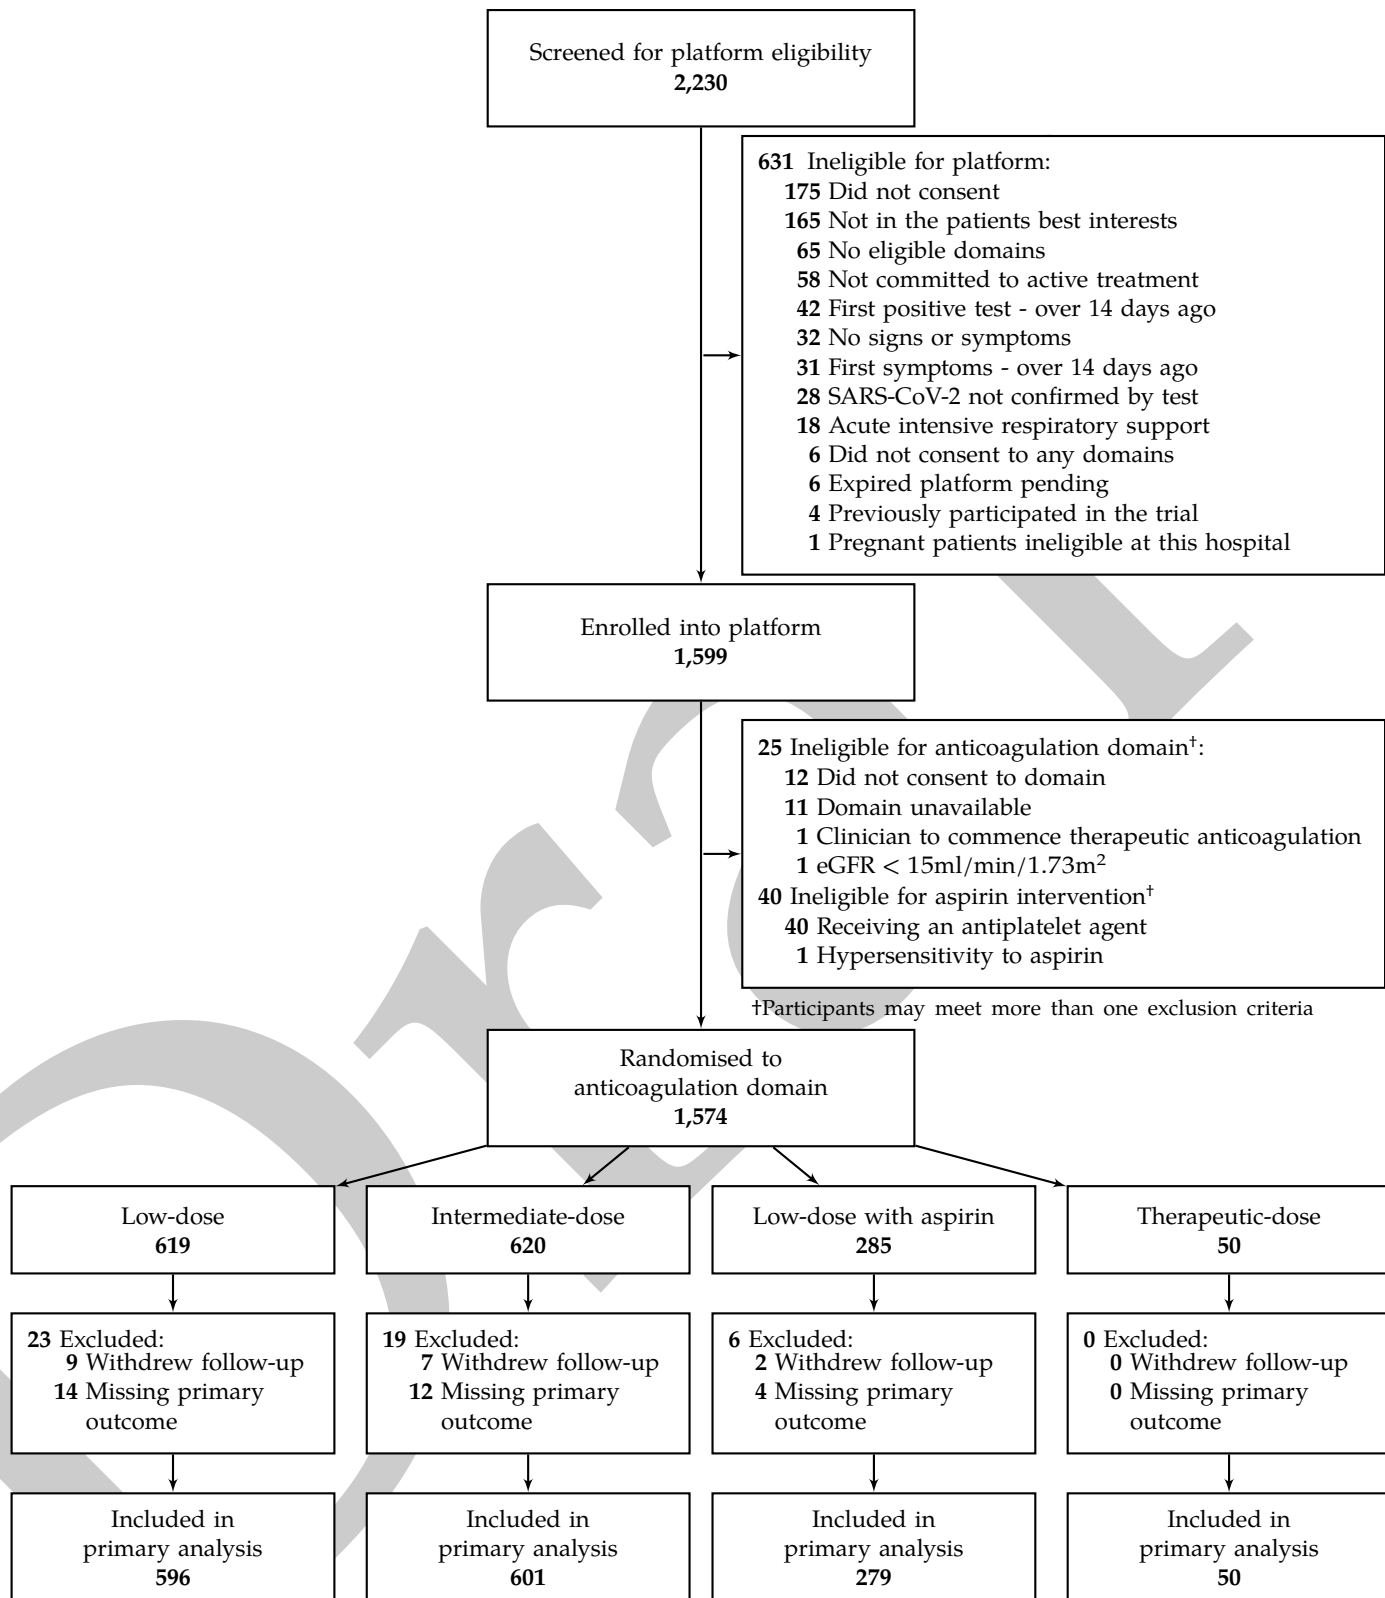 Screened for platform eligibility
2,230
631 Ineligible for platform:
175 Did not consent
165 Not in the patients best interests
65 No eligible domains
58 Not committed to active treatment
42 First positive test - over 14 days ago
32 No signs or symptoms
31 First symptoms - over 14 days ago
28 SARS-CoV-2 not confirmed by test
18 Acute intensive respiratory support
6 Did not consent to any domains
6 Expired platform pending
4 Previously participated in the trial
1 Pregnant patients ineligible at this hospital
Enrolled into platform
1,599
25 Ineligible for anticoagulation domain†:
12 Did not consent to domain
11 Domain unavailable
1 Clinician to commence therapeutic anticoagulation
1 eGFR < 15ml/min/1.73m²
40 Ineligible for aspirin intervention†
40 Receiving an antiplatelet agent
1 Hypersensitivity to aspirin
†Participants may meet more than one exclusion criteria
Randomised to
anticoagulation domain
1,574
Low-dose
619
Intermediate-dose
620
Low-dose with aspirin
285
Therapeutic-dose
50
23 Excluded:
9 Withdrew follow-up
14 Missing primary
outcome
19 Excluded:
7 Withdrew follow-up
12 Missing primary
outcome
6 Excluded:
2 Withdrew follow-up
4 Missing primary
outcome
0 Excluded:
0 Withdrew follow-up
0 Missing primary
outcome
Included in
primary analysis
596
Included in
primary analysis
601
Included in
primary analysis
279
Included in
primary analysis
50
Draft